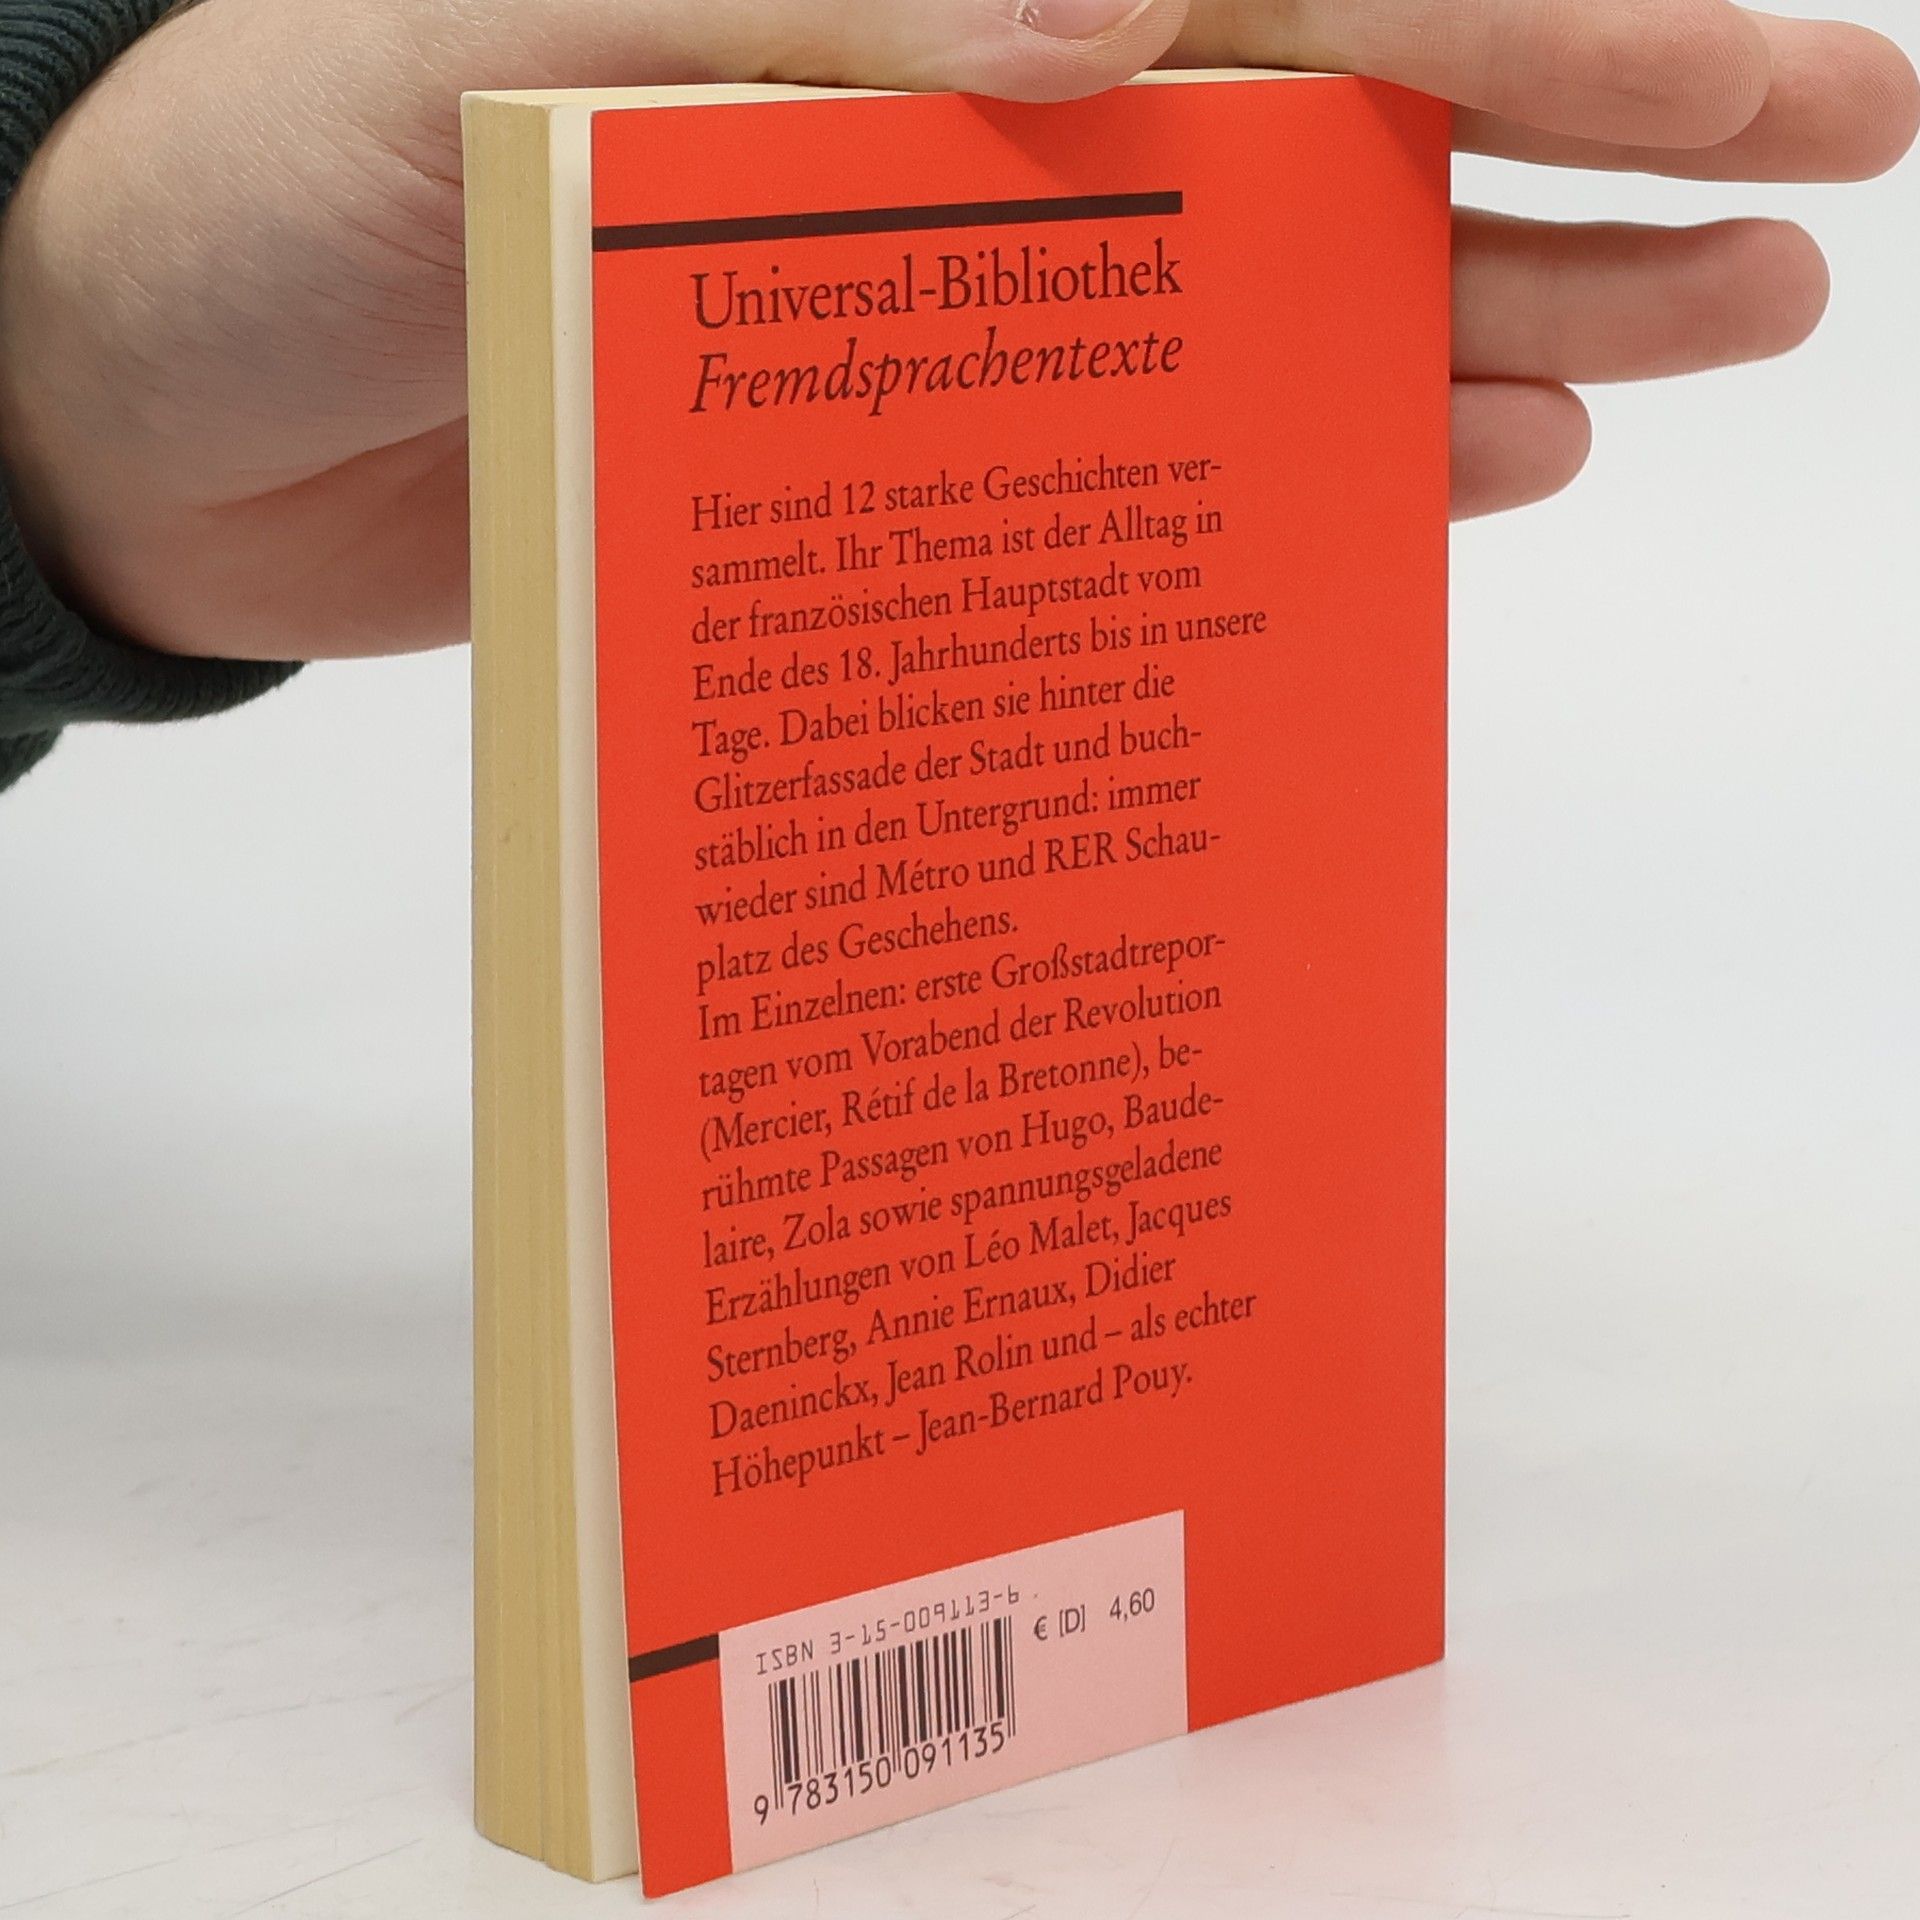 Universal-Bibliothek
Fremdsprachentexte
Hier sind 12 starke Geschichten ver-
sammelt. Ihr Thema ist der Alltag in
der französischen Hauptstadt vom
Ende des 18. Jahrhunderts bis in unsere
Tage. Dabei blicken sie hinter die
Glitzerfassade der Stadt und buch-
stäblich in den Untergrund: immer
wieder sind Métro und RER Schau-
platz des Geschehens.
Im Einzelnen: erste Großstadtrepor-
tagen vom Vorabend der Revolution
(Mercier, Rétif de la Bretonne), be-
rühmte Passagen von Hugo, Baude-
laire, Zola sowie spannungsgeladene
Erzählungen von Léo Malet, Jacques
Sternberg, Annie Ernaux, Didier
Daeninckx, Jean Rolin und – als echter
Höhepunkt – Jean-Bernard Pouy.
ISBN 3-15-009113-6
€ [D] 4,60
9 783150 091135